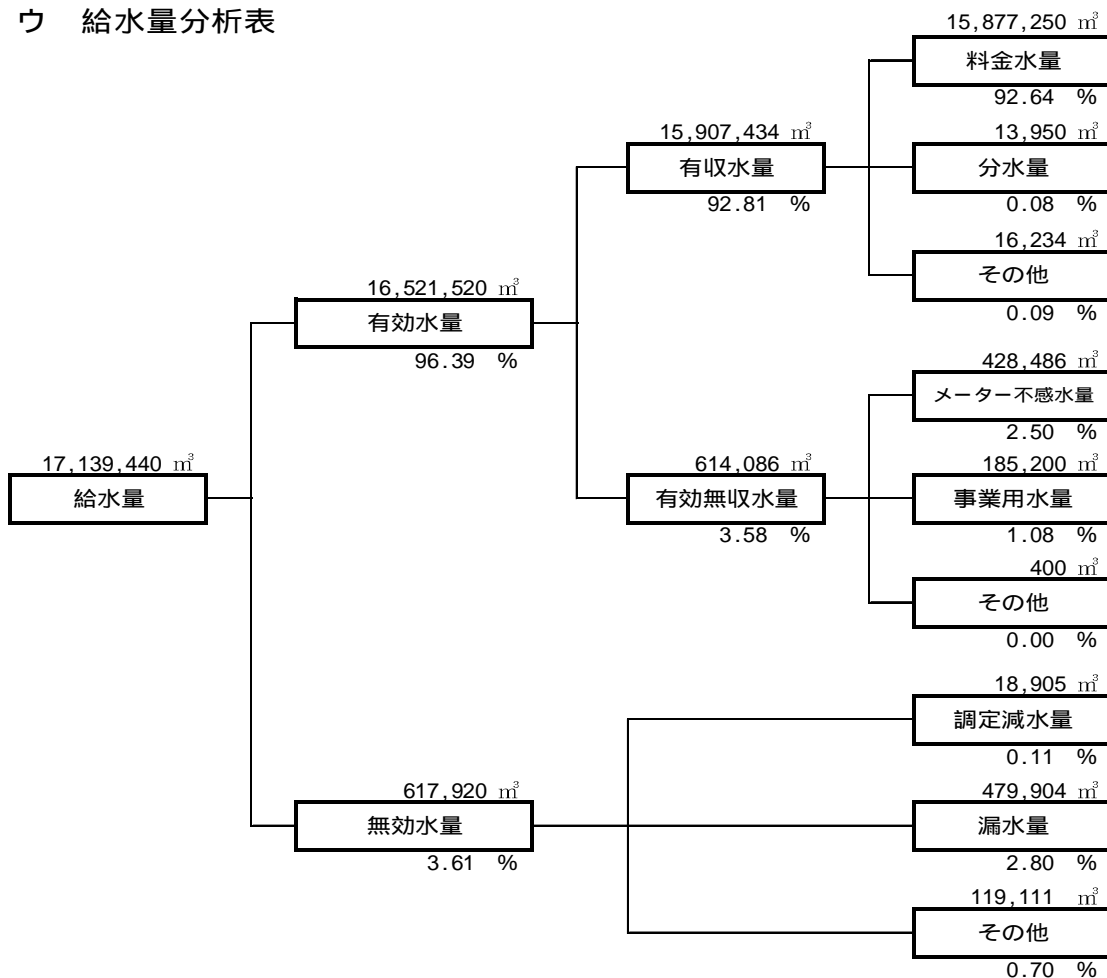 ウ 給水量分析表
15,877,250 ㎥
料金水量
92.64 %
15,907,434 ㎥
有収水量
92.81 %
13,950 ㎥
分水量
0.08 %
16,234 ㎥
その他
0.09 %
16,521,520 ㎥
有効水量
96.39 %
428,486 ㎥
メーター不感水量
2.50 %
17,139,440 ㎥
給水量
614,086 ㎥
有効無収水量
3.58 %
185,200 ㎥
事業用水量
1.08 %
400 ㎥
その他
0.00 %
18,905 ㎥
調定減水量
0.11 %
617,920 ㎥
無効水量
3.61 %
479,904 ㎥
漏水量
2.80 %
119,111 ㎥
その他
0.70 %